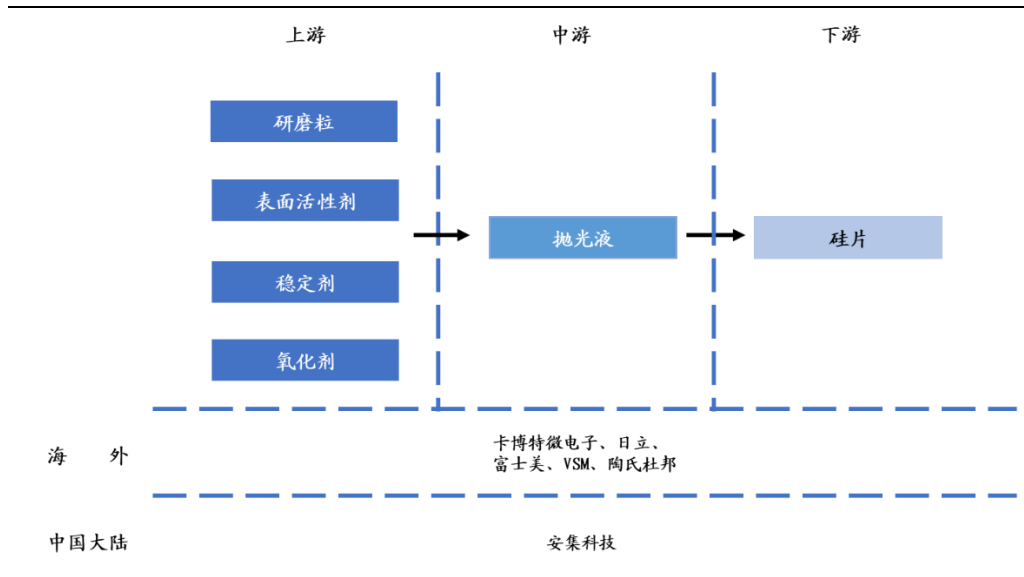 上游 中游 下游
研磨粒
表面活性剂
抛光液 硅片
稳定剂
氧化剂
海 外
卡博特微电子、日立、
富士美、VSM、陶氏杜邦
中国大陆 安集科技